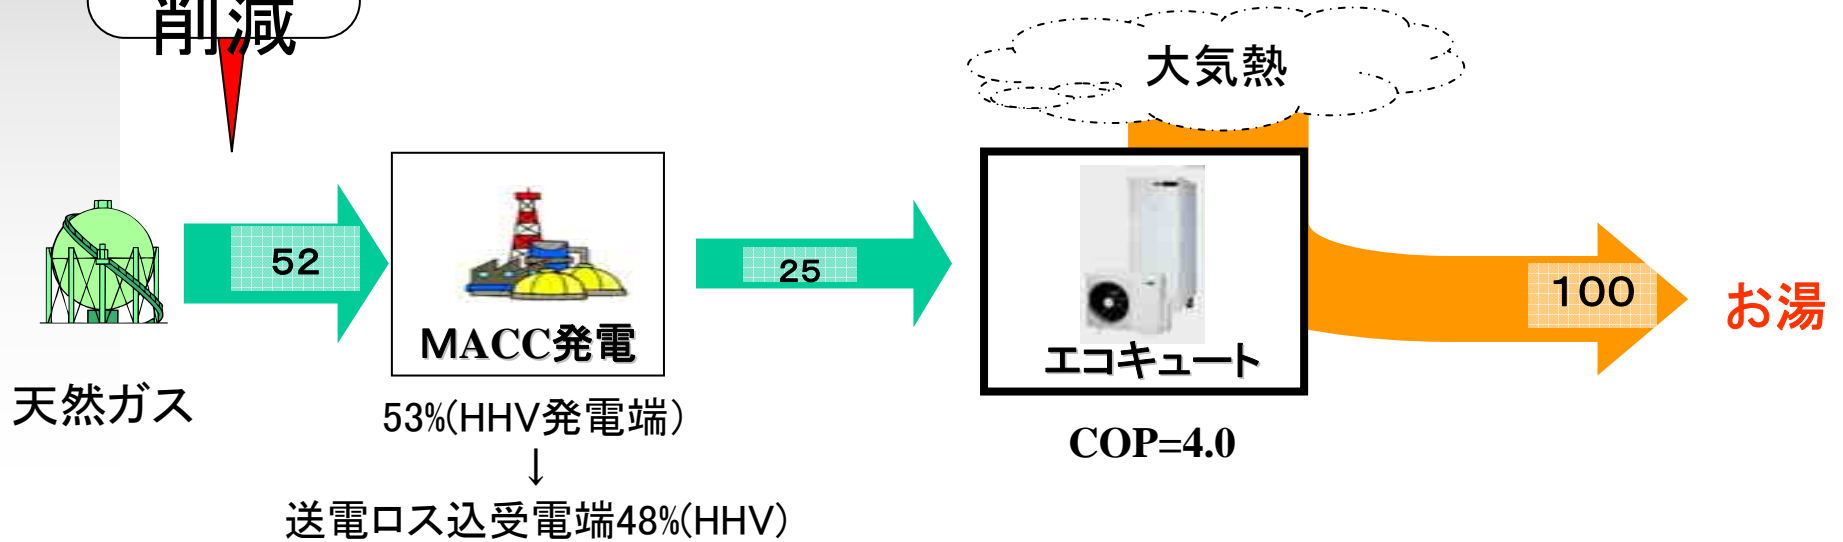 削減
大気熱
52
25
100
お湯
MACC発電
エコキュート
天然ガス
53%(HHV発電端)
COP=4.0
↓
送電ロス込受電端48%(HHV)